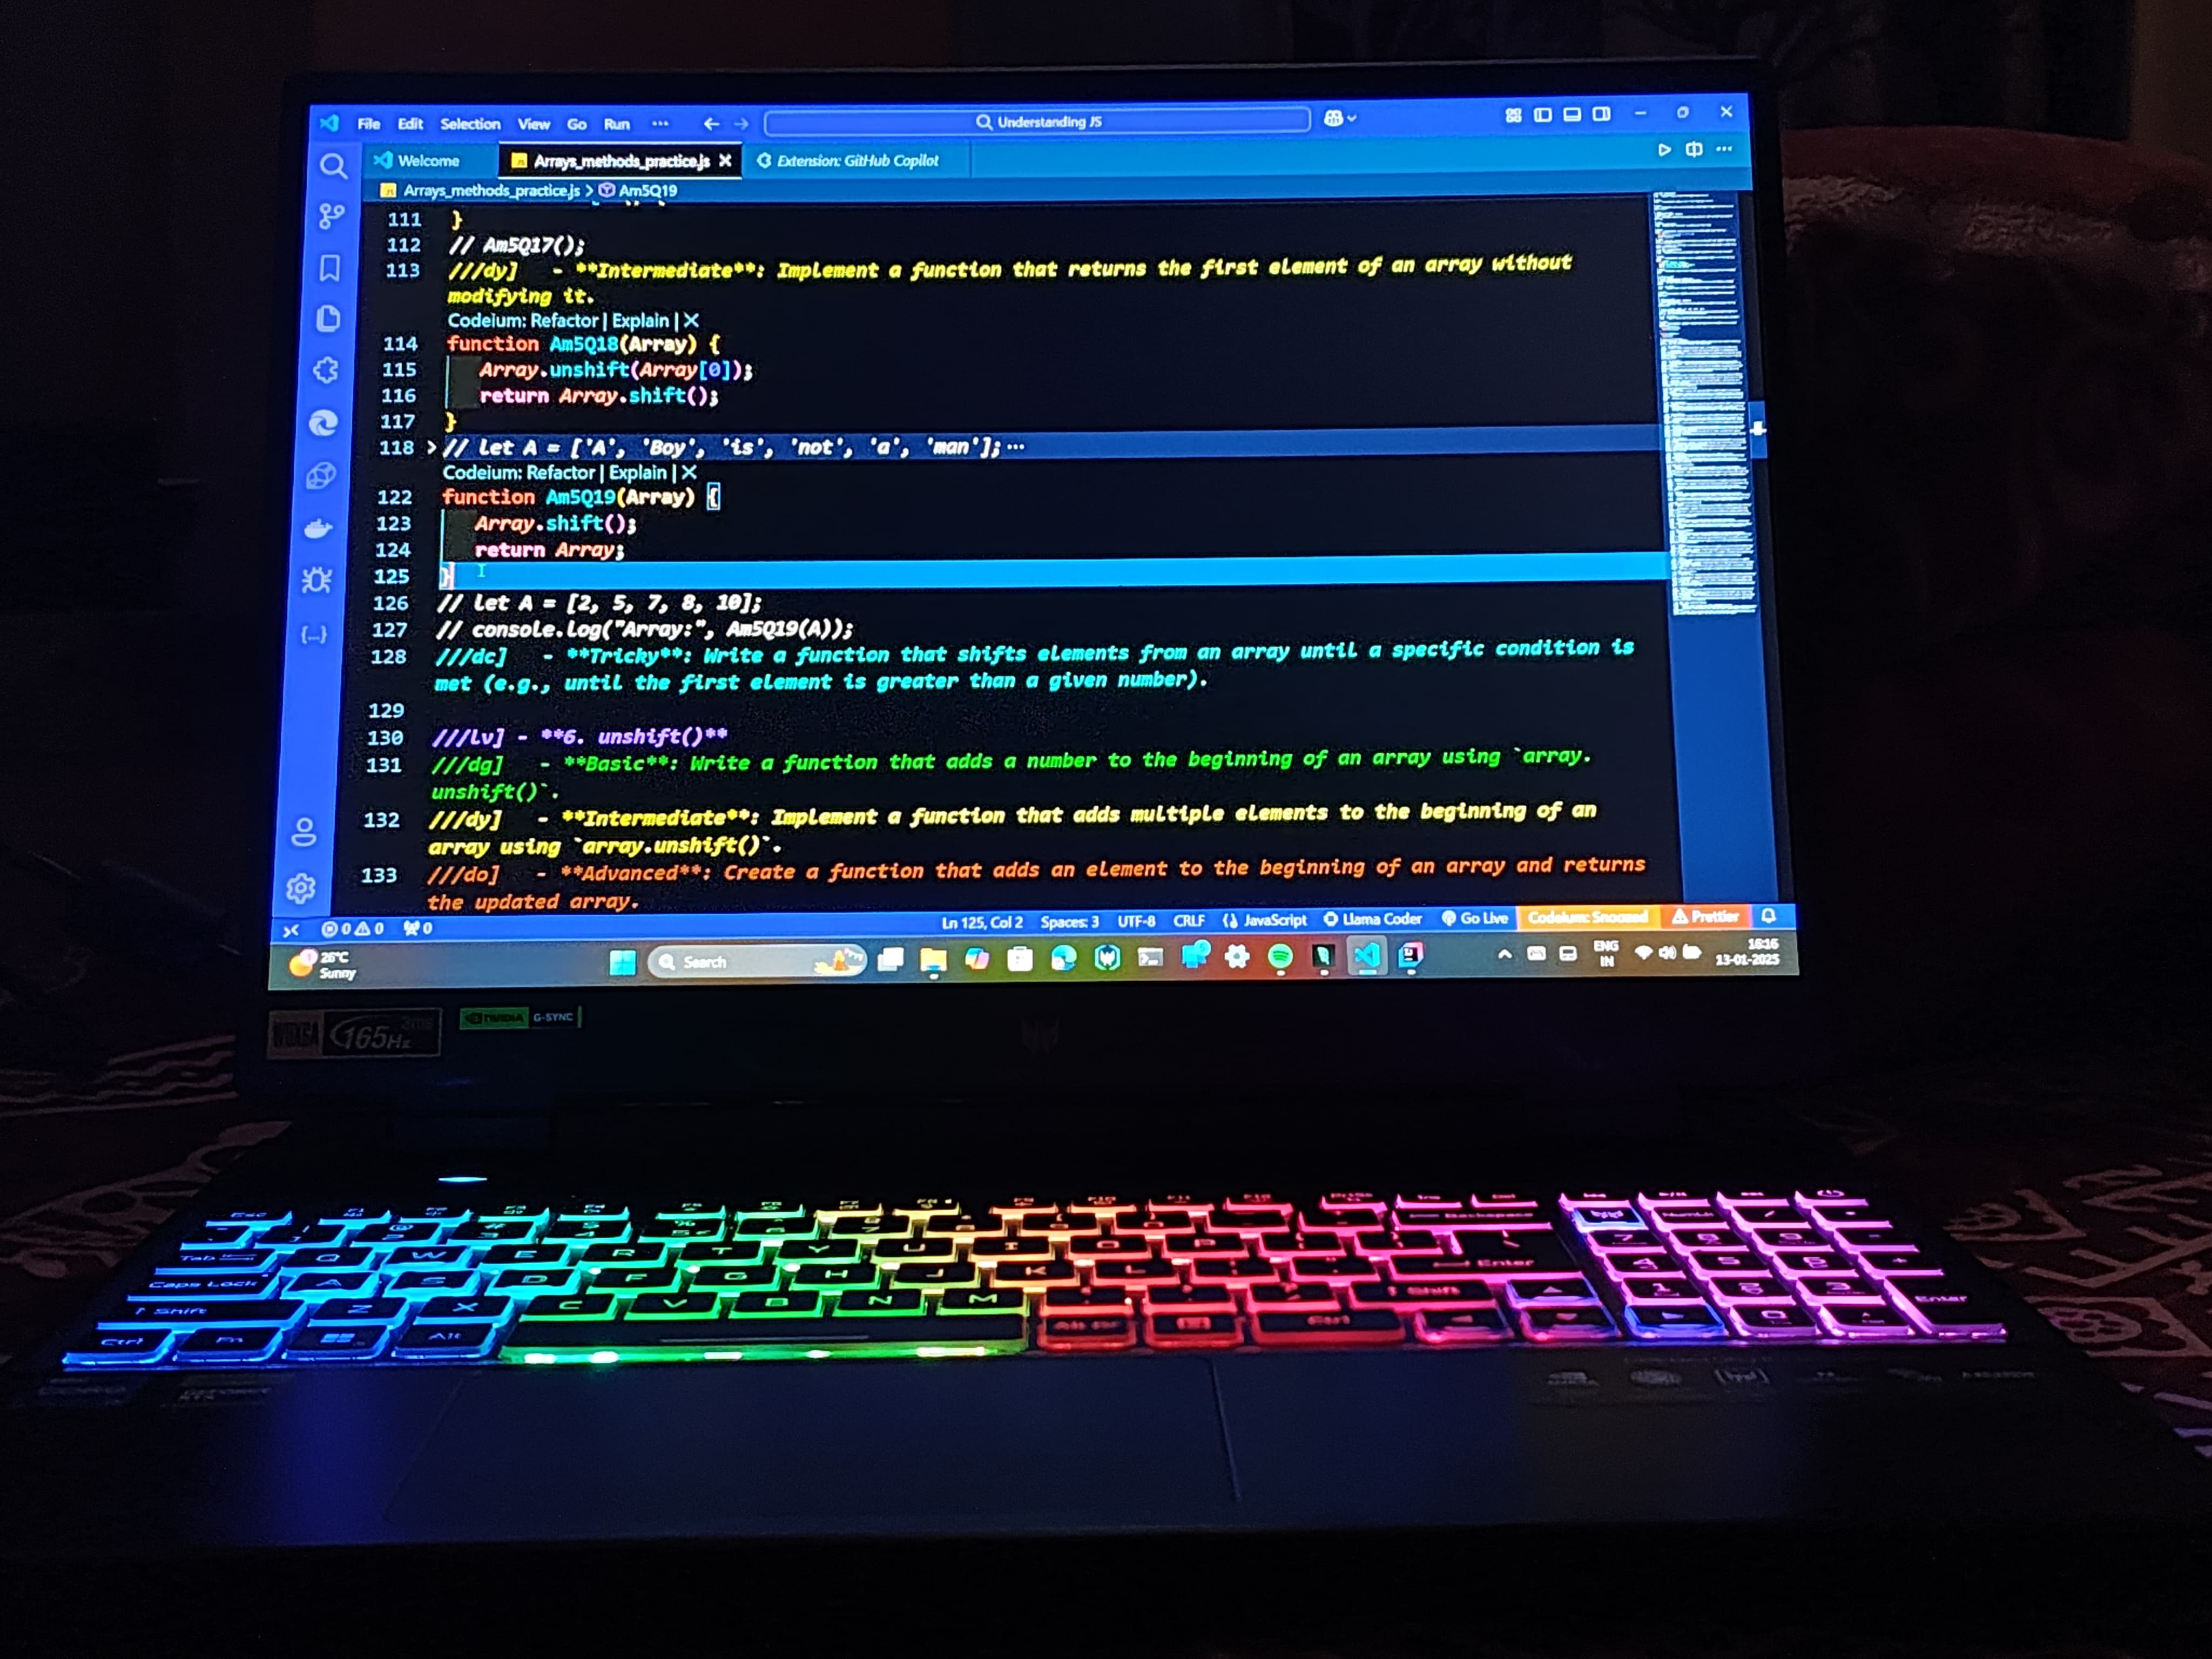 File Edit Selection View Go Run ··· Understanding JS
Welcome Arrays_methods_practice.js Extension: GitHub Copilot
Arrays_methods_practice.js > Am5Q19
111 }
112 // Am5Q17();
113 ///dy] - **Intermediate**: Implement a function that returns the first element of an array without
modifying it.
Codeium: Refactor | Explain | X
114 function Am5Q18(Array) {
115 Array.unshift(Array[0]);
116 return Array.shift();
117 }
118 > // let A = ['A', 'Boy', 'is', 'not', 'a', 'man'];···
Codeium: Refactor | Explain | X
122 function Am5Q19(Array) {
123 Array.shift();
124 return Array;
125 }
126 // let A = [2, 5, 7, 8, 10];
127 // console.log("Array:", Am5Q19(A));
128 ///dc] - **Tricky**: Write a function that shifts elements from an array until a specific condition is
met (e.g., until the first element is greater than a given number).
129
130 ///lv] - **6. unshift()**
131 ///dg] - **Basic**: Write a function that adds a number to the beginning of an array using `array.
unshift()`.
132 ///dy] - **Intermediate**: Implement a function that adds multiple elements to the beginning of an
array using `array.unshift()`.
133 ///do] - **Advanced**: Create a function that adds an element to the beginning of an array and returns
the updated array.
0 0 0 Ln 125, Col 2 Spaces: 3 UTF-8 CRLF JavaScript Llama Coder Go Live Codeium: Snoozed Prettier
26°C
Sunny
Search
ENG
IN
16:16
13-01-2025
165Hz
NVIDIA G-SYNC
Backspace
Tab Q W E R T Y U I O P
Caps Lock A S D F G H J K L Enter
Shift Z X C V B N M Shift
Ctrl Fn Alt
Enter